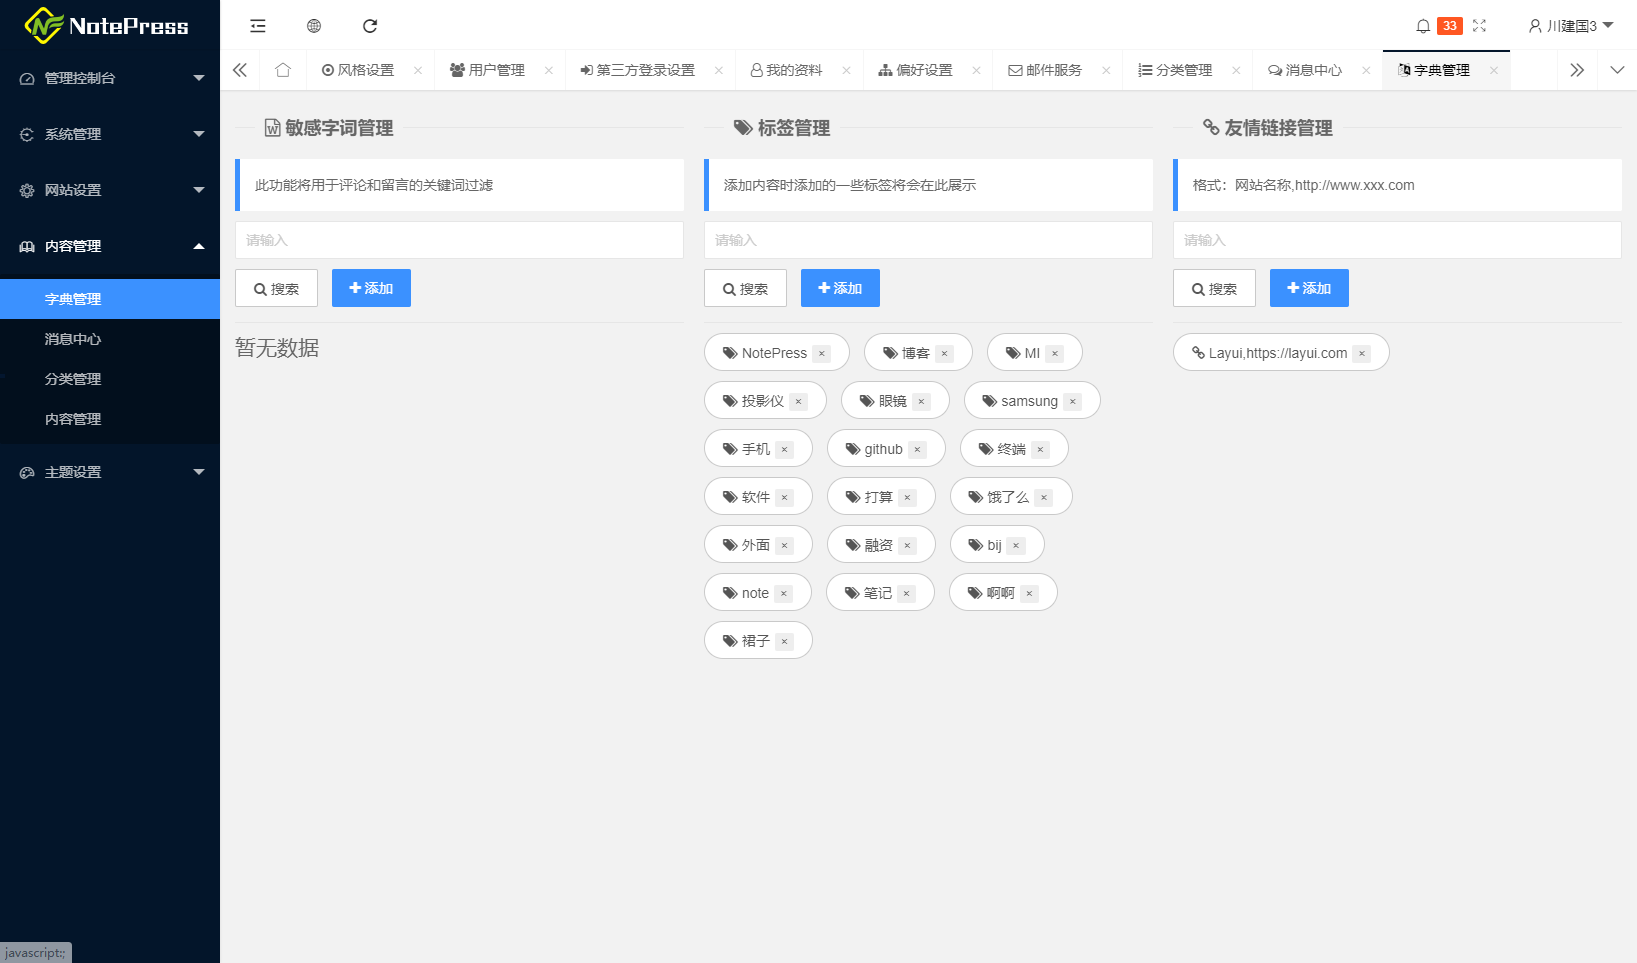 NotePress
33
川建国3
管理控制台
系统管理
网站设置
内容管理
字典管理
消息中心
分类管理
内容管理
主题设置
风格设置
用户管理
第三方登录设置
我的资料
偏好设置
邮件服务
分类管理
消息中心
字典管理
敏感字词管理
此功能将用于评论和留言的关键词过滤
请输入
搜索 添加
暂无数据
标签管理
添加内容时添加的一些标签将会在此展示
请输入
搜索 添加
NotePress × 博客 × MI ×
投影仪 × 眼镜 × samsung ×
手机 × github × 终端 ×
软件 × 打算 × 饿了么 ×
外面 × 融资 × bij ×
note × 笔记 × 啊啊 ×
裙子 ×
友情链接管理
格式：网站名称,http://www.xxx.com
请输入
搜索 添加
Layui,https://layui.com ×
javascript:;